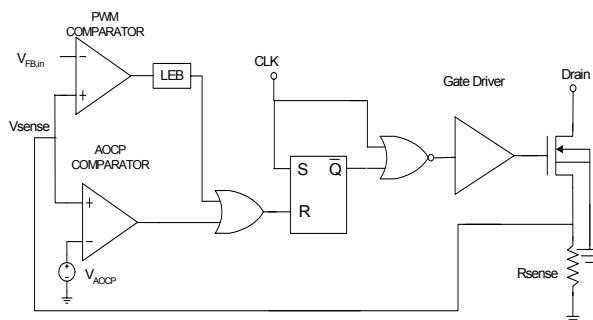 PWM
COMPARATOR
V_FB,in
LEB
CLK
Gate Driver
Drain
Vsense
AOCP
COMPARATOR
S
Q̅
R
V_AOCP
Rsense